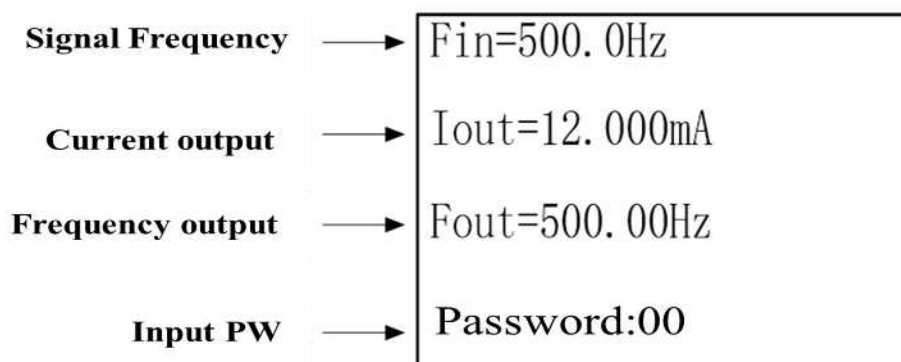 Signal Frequency
Fin=500.0Hz
Current output
Iout=12.000mA
Frequency output
Fout=500.00Hz
Input PW
Password:00